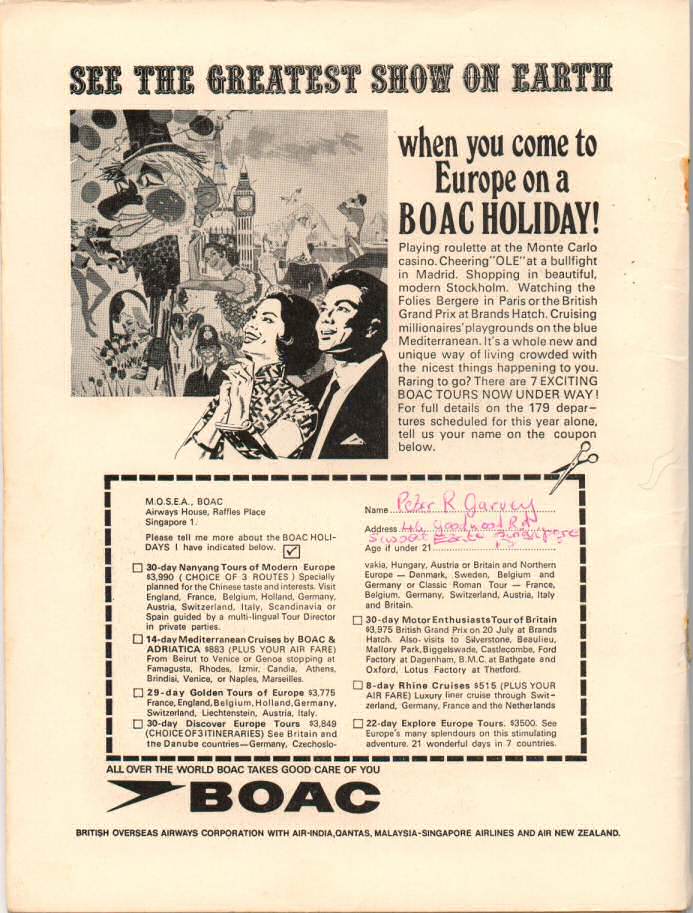 SEE THE GREATEST SHOW ON EARTH
when you come to
Europe on a
BOAC HOLIDAY!
Playing roulette at the Monte Carlo
casino. Cheering "OLE" at a bullfight
in Madrid. Shopping in beautiful,
modern Stockholm. Watching the
Folies Bergere in Paris or the British
Grand Prix at Brands Hatch. Cruising
millionaires' playgrounds on the blue
Mediterranean. It's a whole new and
unique way of living crowded with
the nicest things happening to you.
Raring to go? There are 7 EXCITING
BOAC TOURS NOW UNDER WAY!
For full details on the 179 depar-
tures scheduled for this year alone,
tell us your name on the coupon
below.
M.O.S.E.A., BOAC
Airways House, Raffles Place
Singapore 1.
Please tell me more about the BOAC HOLI-
DAYS I have indicated below.
30-day Nanyang Tours of Modern Europe
$3,990 ( CHOICE OF 3 ROUTES ) Specially
planned for the Chinese taste and interests. Visit
England, France, Belgium, Holland, Germany,
Austria, Switzerland, Italy, Scandinavia or
Spain guided by a multi-lingual Tour Director
in private parties.
14-day Mediterranean Cruises by BOAC &
ADRIATICA $883 (PLUS YOUR AIR FARE)
From Beirut to Venice or Genoa stopping at
Famagusta, Rhodes, Izmir, Candia, Athens,
Brindiai, Venice, or Naples, Marseilles.
29-day Golden Tours of Europe $3,775
France, England, Belgium, Holland, Germany,
Switzerland, Liechtenstein, Austria, Italy.
30-day Discover Europe Tours $3,849
(CHOICE OF 3 ITINERARIES) See Britain and
the Danube countries—Germany, Czechoslo-
Name Peter R Garvey
Address 46 Goodwood Rd
Estate Singapore
Age if under 21
vakia, Hungary, Austria or Britain and Northern
Europe — Denmark, Sweden, Belgium and
Germany or Classic Roman Tour — France,
Belgium. Germany, Switzerland, Austria, Italy
and Britain.
30-day Motor Enthusiasts Tour of Britain
$3,975 British Grand Prix on 20 July at Brands
Hatch. Also visits to Silverstone, Beaulieu,
Mallory Park, Biggelswade, Castlecombe, Ford
Factory at Dagenham, B.M.C. at Bathgate and
Oxford, Lotus Factory at Thetford.
8-day Rhine Cruises $515 (PLUS YOUR
AIR FARE) Luxury liner cruise through Swit-
zerland, Germany, France and the Netherlands
22-day Explore Europe Tours. $3500. See
Europe's many splendours on this stimulating
adventure. 21 wonderful days in 7 countries.
ALL OVER THE WORLD BOAC TAKES GOOD CARE OF YOU
BOAC
BRITISH OVERSEAS AIRWAYS CORPORATION WITH AIR-INDIA, QANTAS, MALAYSIA-SINGAPORE AIRLINES AND AIR NEW ZEALAND.